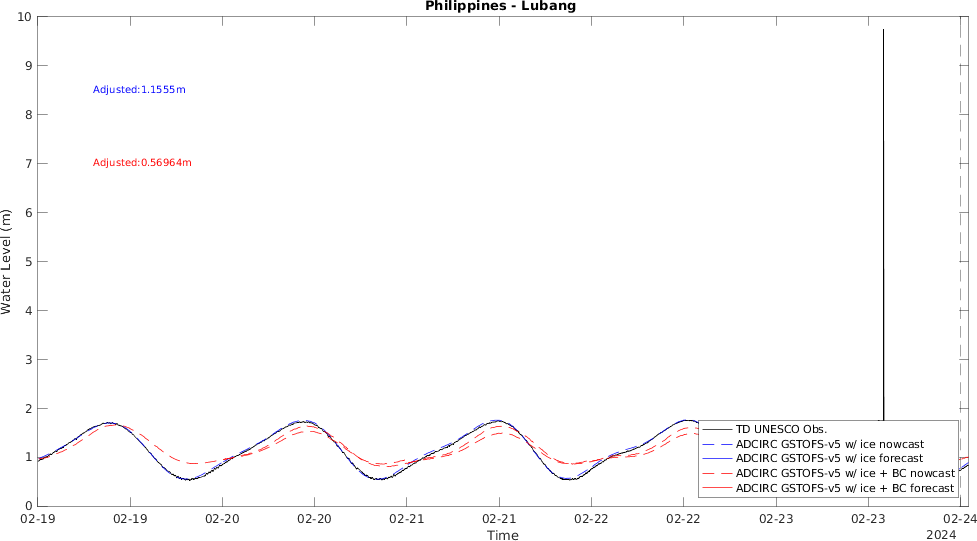 Philippines - Lubang
10
9
8
7
6
5
4
3
2
1
0
Water Level (m)
Adjusted:1.1555m
Adjusted:0.56964m
TD UNESCO Obs.
ADCIRC GSTOFS-v5 w/ ice nowcast
ADCIRC GSTOFS-v5 w/ ice forecast
ADCIRC GSTOFS-v5 w/ ice + BC nowcast
ADCIRC GSTOFS-v5 w/ ice + BC forecast
02-19 02-19 02-20 02-20 02-21 02-21 02-22 02-22 02-23 02-23 02-24
2024
Time